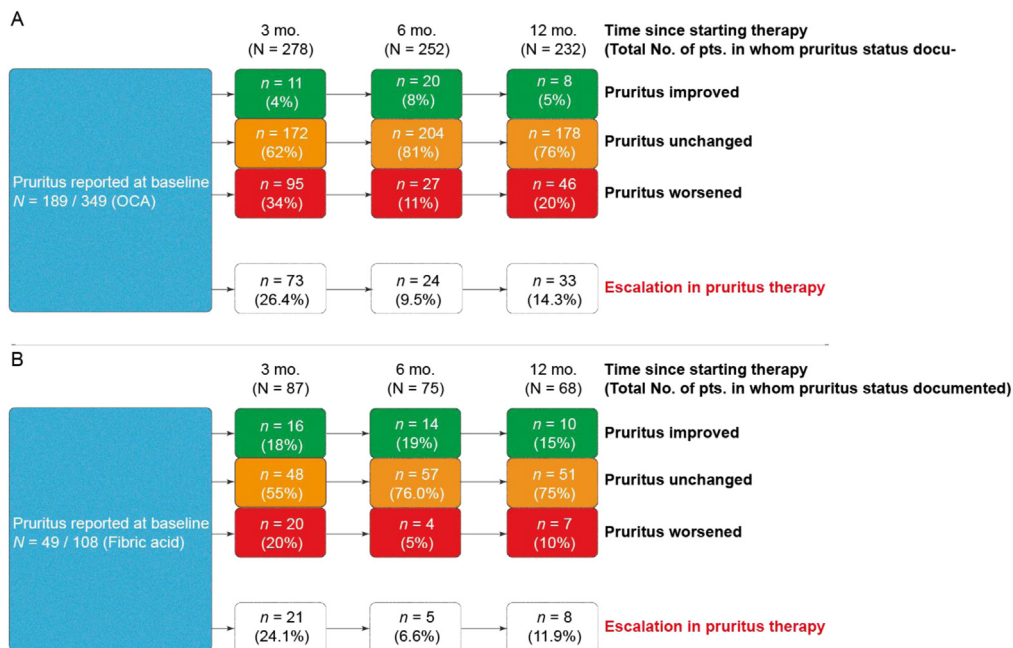 A
3 mo. 6 mo. 12 mo. Time since starting therapy
(N = 278) (N = 252) (N = 232) (Total No. of pts. in whom pruritus status docu-
n = 11 n = 20 n = 8
(4%) (8%) (5%)
Pruritus improved
n = 172 n = 204 n = 178
(62%) (81%) (76%)
Pruritus unchanged
Pruritus reported at baseline
N = 189 / 349 (OCA)
n = 95 n = 27 n = 46
(34%) (11%) (20%)
Pruritus worsened
n = 73 n = 24 n = 33
(26.4%) (9.5%) (14.3%)
Escalation in pruritus therapy
B
3 mo. 6 mo. 12 mo. Time since starting therapy
(N = 87) (N = 75) (N = 68) (Total No. of pts. in whom pruritus status documented)
n = 16 n = 14 n = 10
(18%) (19%) (15%)
Pruritus improved
n = 48 n = 57 n = 51
(55%) (76.0%) (75%)
Pruritus unchanged
Pruritus reported at baseline
N = 49 / 108 (Fibric acid)
n = 20 n = 4 n = 7
(20%) (5%) (10%)
Pruritus worsened
n = 21 n = 5 n = 8
(24.1%) (6.6%) (11.9%)
Escalation in pruritus therapy